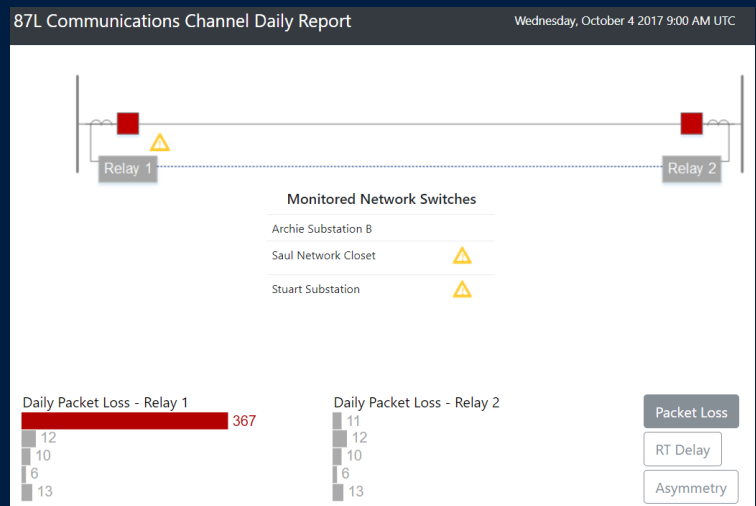 87L Communications Channel Daily Report
Wednesday, October 4 2017 9:00 AM UTC
Relay 1
Relay 2
Monitored Network Switches
Archie Substation B
Saul Network Closet
Stuart Substation
Daily Packet Loss - Relay 1
367
12
10
6
13
Daily Packet Loss - Relay 2
11
12
10
6
13
Packet Loss
RT Delay
Asymmetry